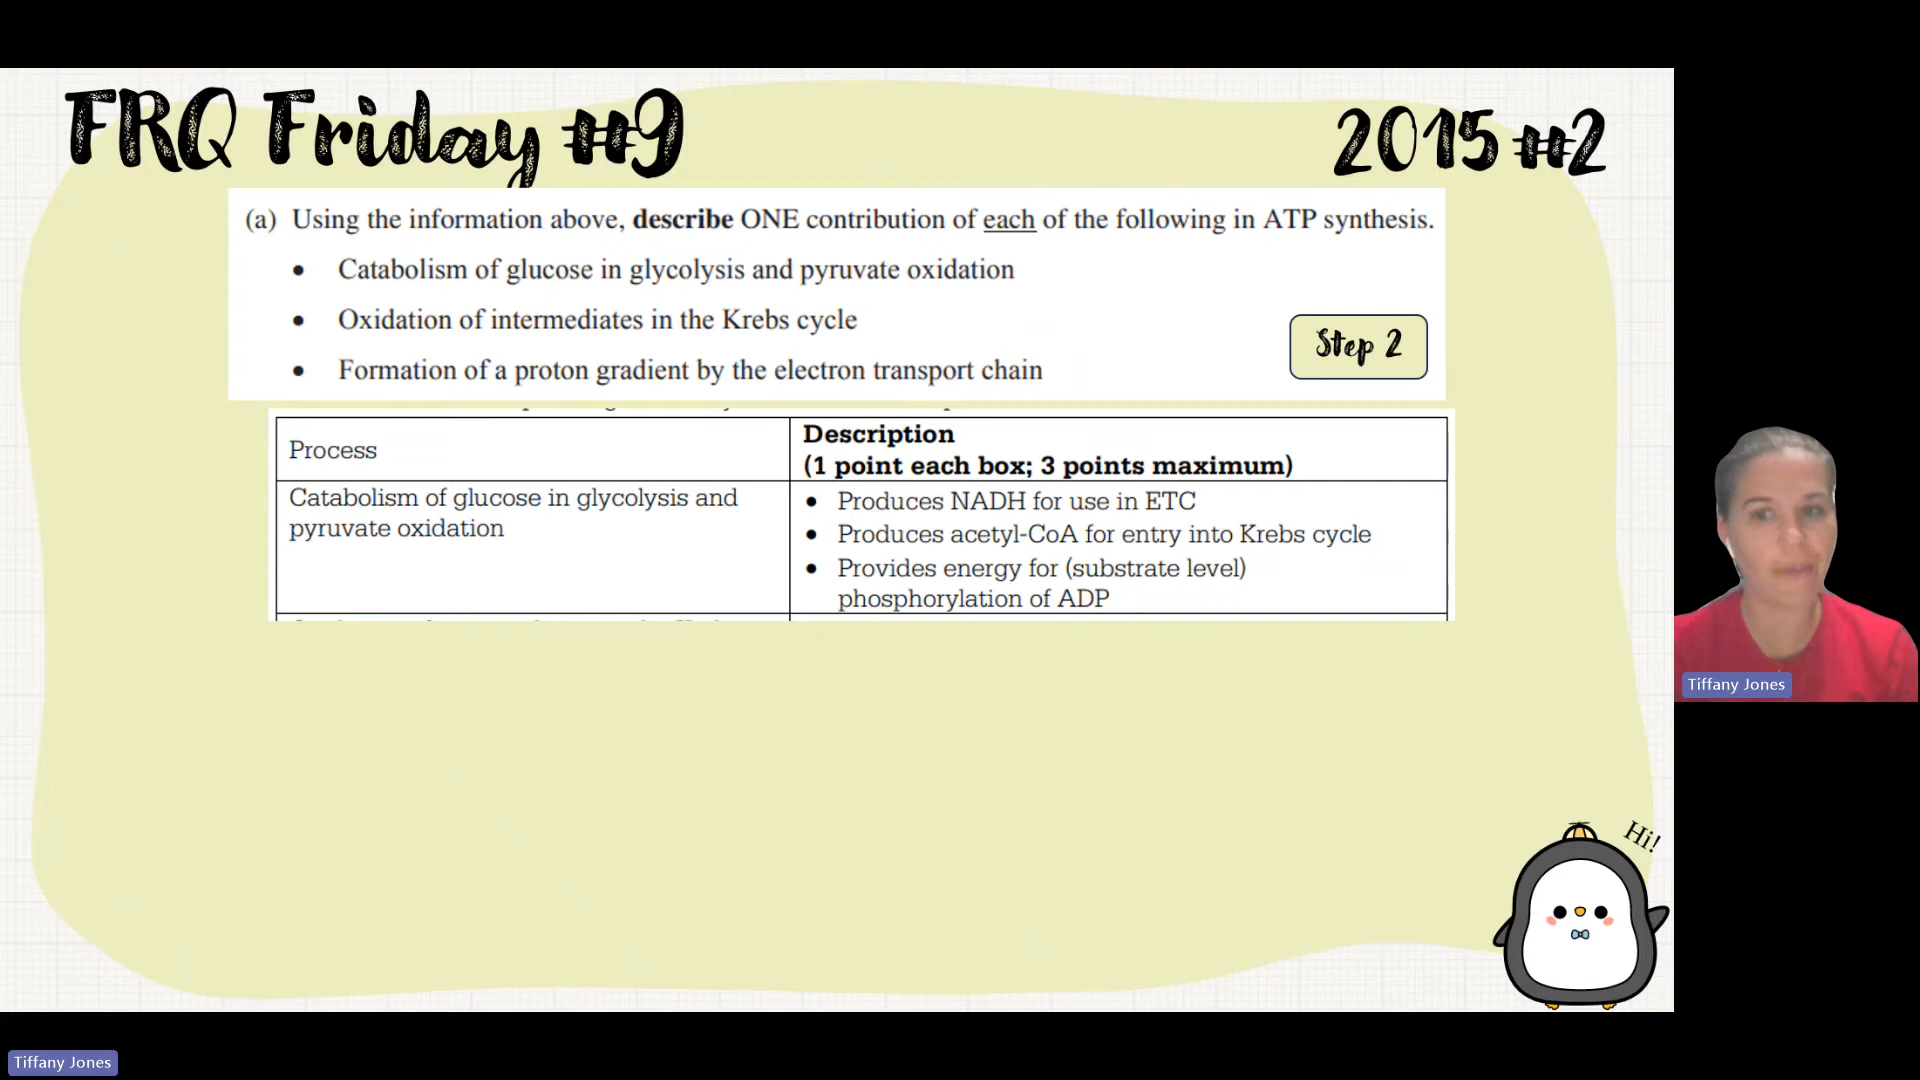 FRQ Friday #9
2015 #2
(a) Using the information above, describe ONE contribution of each of the following in ATP synthesis.
• Catabolism of glucose in glycolysis and pyruvate oxidation
• Oxidation of intermediates in the Krebs cycle
• Formation of a proton gradient by the electron transport chain
Step 2
Process
Description
(1 point each box; 3 points maximum)
Catabolism of glucose in glycolysis and
pyruvate oxidation
• Produces NADH for use in ETC
• Produces acetyl-CoA for entry into Krebs cycle
• Provides energy for (substrate level)
phosphorylation of ADP
Hi!
Tiffany Jones
Tiffany Jones